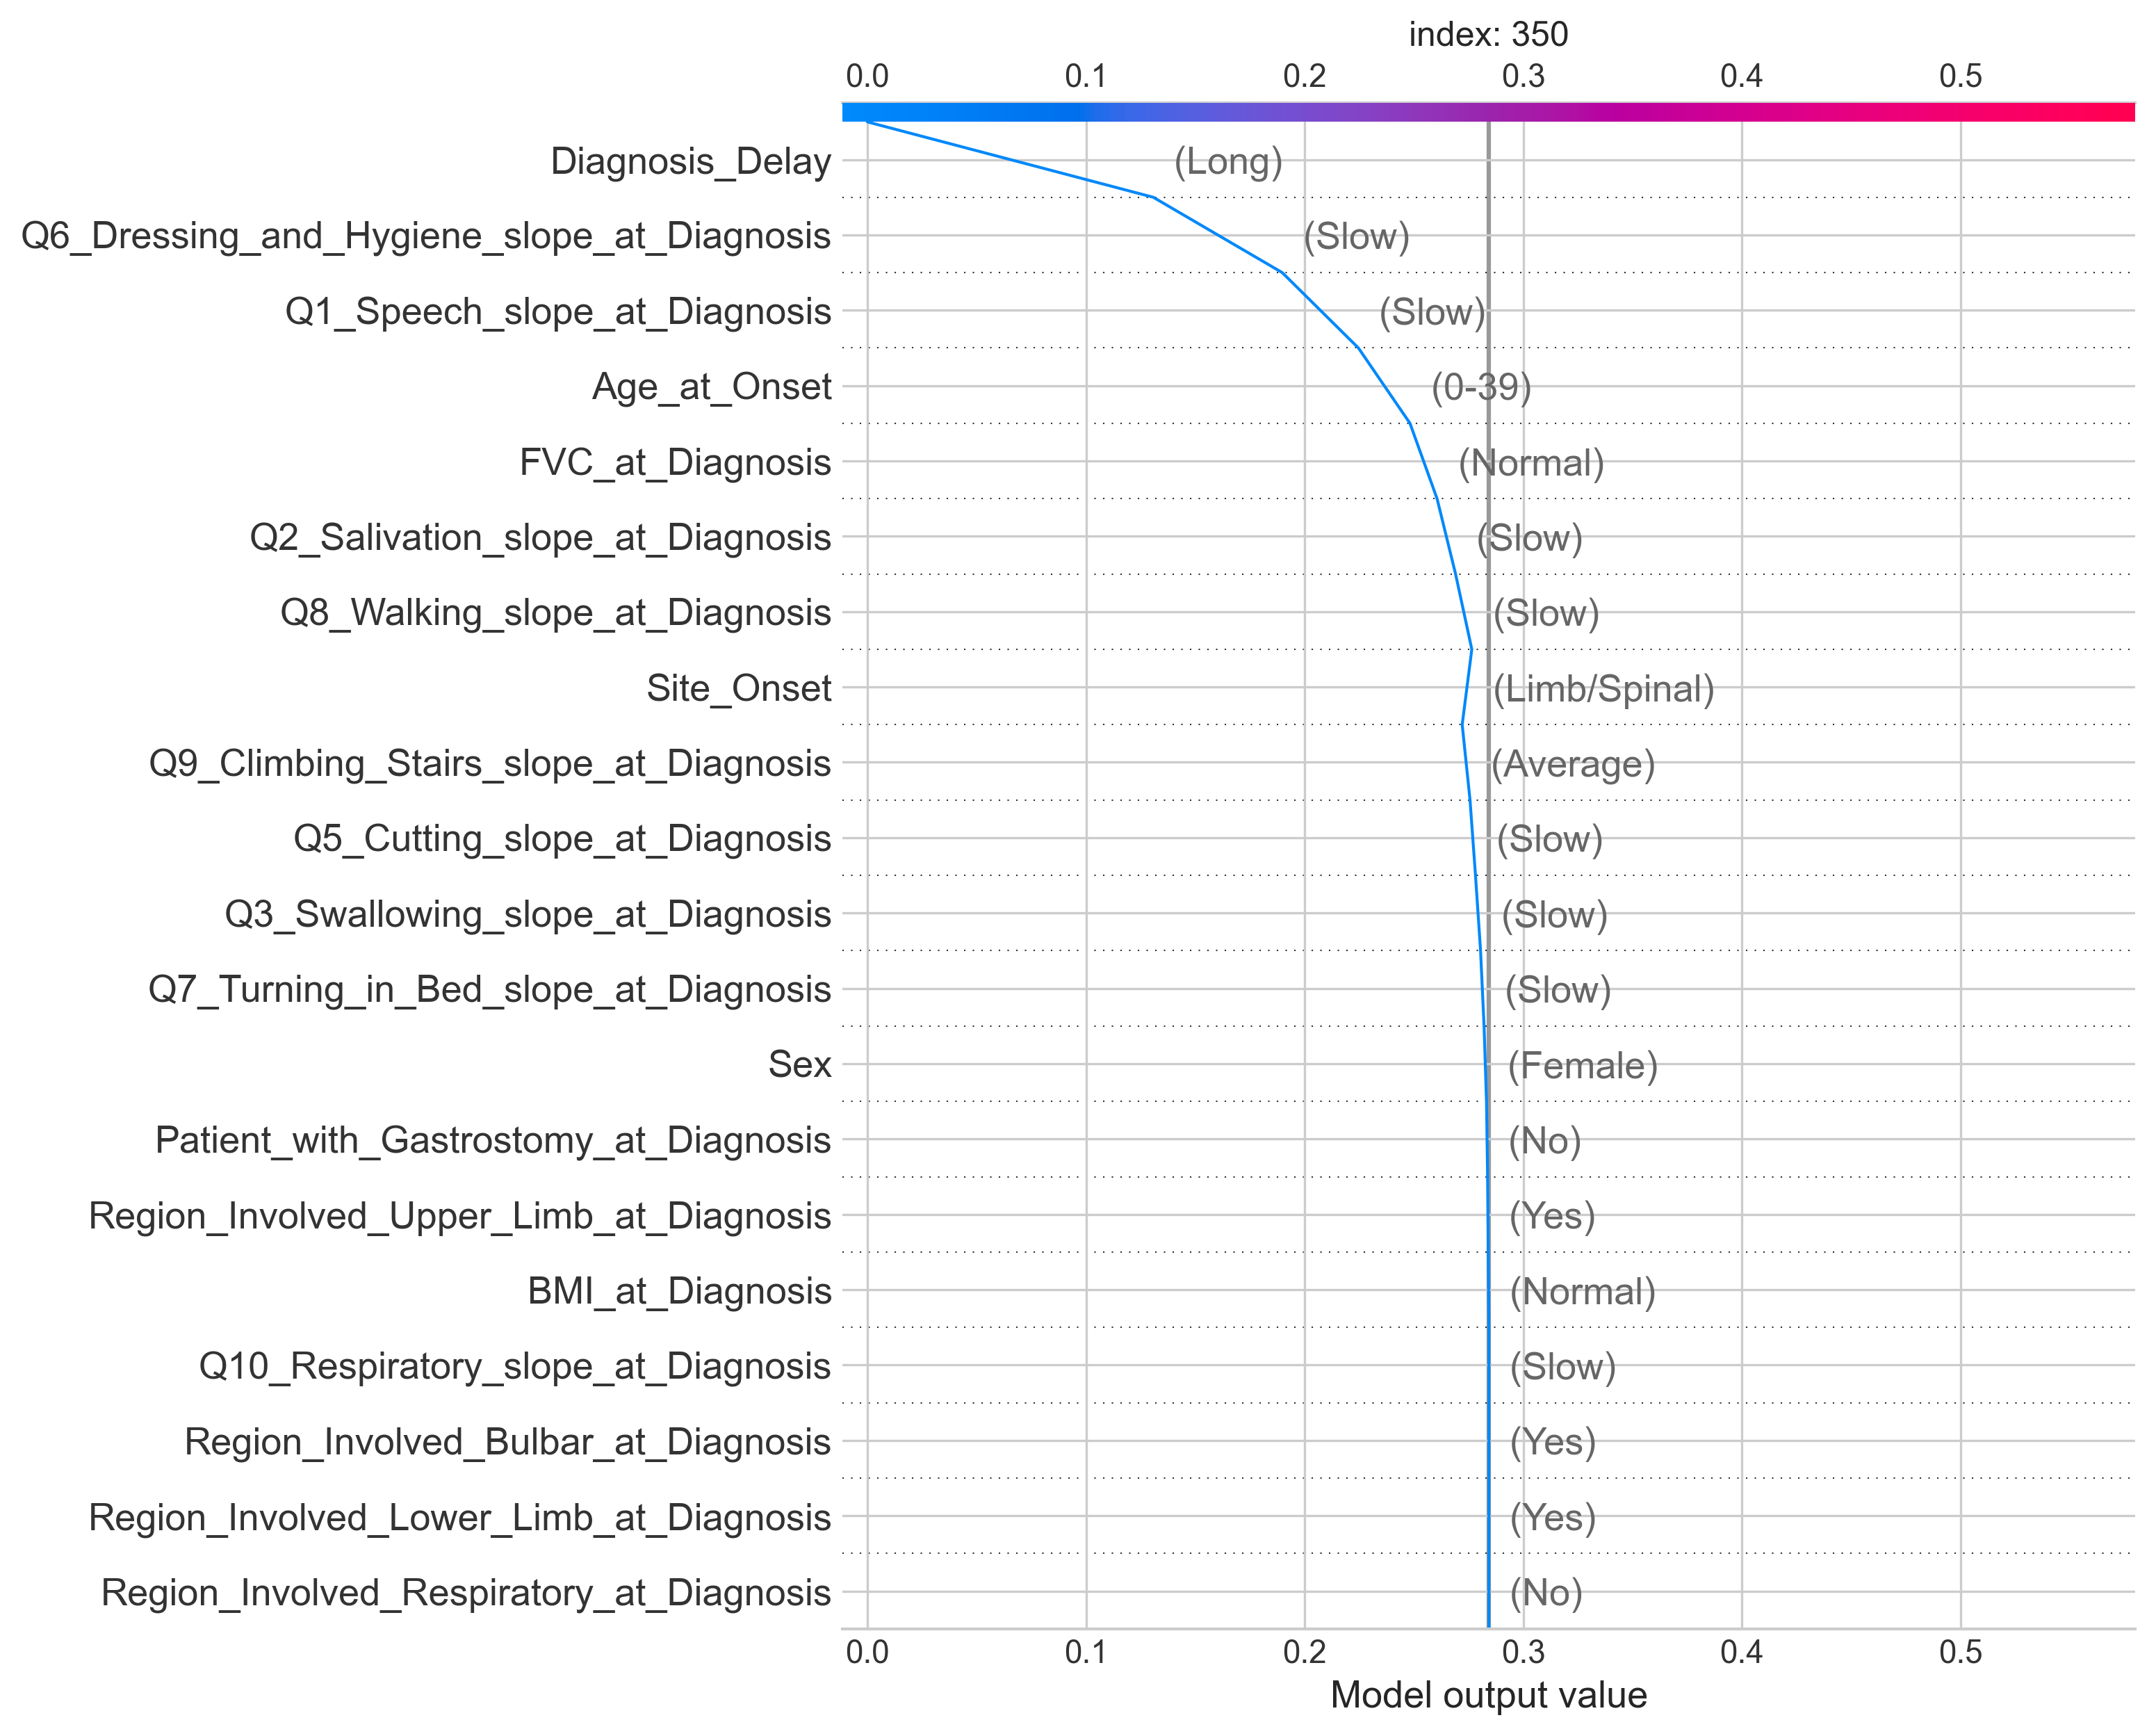 index: 350
0.0 0.1 0.2 0.3 0.4 0.5
Diagnosis_Delay (Long)
Q6_Dressing_and_Hygiene_slope_at_Diagnosis (Slow)
Q1_Speech_slope_at_Diagnosis (Slow)
Age_at_Onset (0-39)
FVC_at_Diagnosis (Normal)
Q2_Salivation_slope_at_Diagnosis (Slow)
Q8_Walking_slope_at_Diagnosis (Slow)
Site_Onset (Limb/Spinal)
Q9_Climbing_Stairs_slope_at_Diagnosis (Average)
Q5_Cutting_slope_at_Diagnosis (Slow)
Q3_Swallowing_slope_at_Diagnosis (Slow)
Q7_Turning_in_Bed_slope_at_Diagnosis (Slow)
Sex (Female)
Patient_with_Gastrostomy_at_Diagnosis (No)
Region_Involved_Upper_Limb_at_Diagnosis (Yes)
BMI_at_Diagnosis (Normal)
Q10_Respiratory_slope_at_Diagnosis (Slow)
Region_Involved_Bulbar_at_Diagnosis (Yes)
Region_Involved_Lower_Limb_at_Diagnosis (Yes)
Region_Involved_Respiratory_at_Diagnosis (No)
0.0 0.1 0.2 0.3 0.4 0.5
Model output value